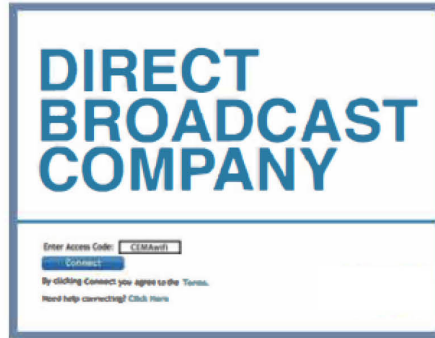 DIRECT
BROADCAST
COMPANY
Enter Access Code: CEMAwifi
Connect
By clicking Connect you agree to the Terms.
Need help connecting? Click Here